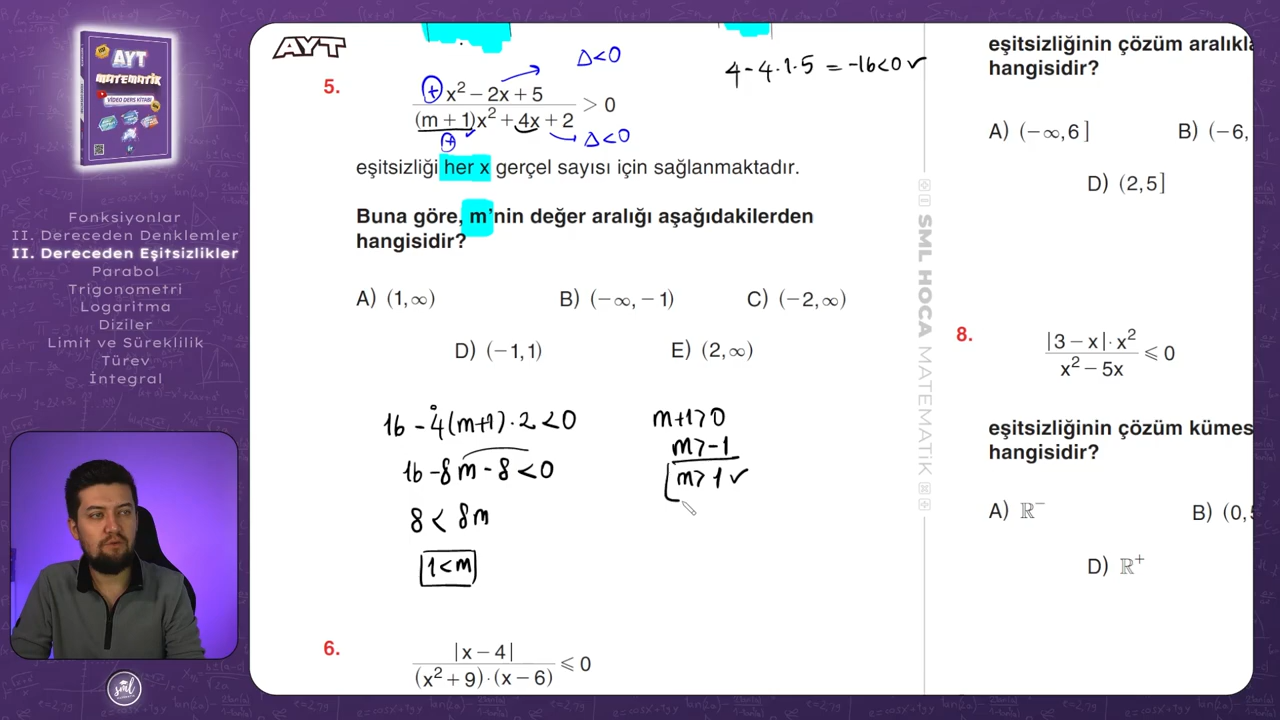 AYT
MATEMATİK
VİDEO DERS KİTABI
Fonksiyonlar
II. Dereceden Denklemler
II. Dereceden Eşitsizlikler
Parabol
Trigonometri
Logaritma
Diziler
Limit ve Süreklilik
Türev
İntegral
sml
AYT
5.
+ x² − 2x + 5
(m + 1)x² + 4x + 2
> 0
Δ<0
+
Δ<0
4 - 4.1.5 = -16<0 ✓
eşitsizliği her x gerçel sayısı için sağlanmaktadır.
Buna göre, m'nin değer aralığı aşağıdakilerden
hangisidir?
A) (1, ∞)
B) (−∞, − 1)
C) (−2, ∞)
D) (−1, 1)
E) (2, ∞)
16 - 4(m+1).2 <0
16 -8m - 8 <0
8 < 8m
1<m
m+1>0
m>-1
m>1 ✓
6.
|x − 4|
(x² + 9)·(x − 6)
⩽ 0
SML HOCA MATEMATİK
eşitsizliğinin çözüm aralıkla
hangisidir?
A) (−∞, 6]
B) (−6,
D) (2, 5]
8.
|3 − x|·x²
x² − 5x
⩽ 0
eşitsizliğinin çözüm kümes
hangisidir?
A) ℝ⁻
B) (0, 5
D) ℝ⁺